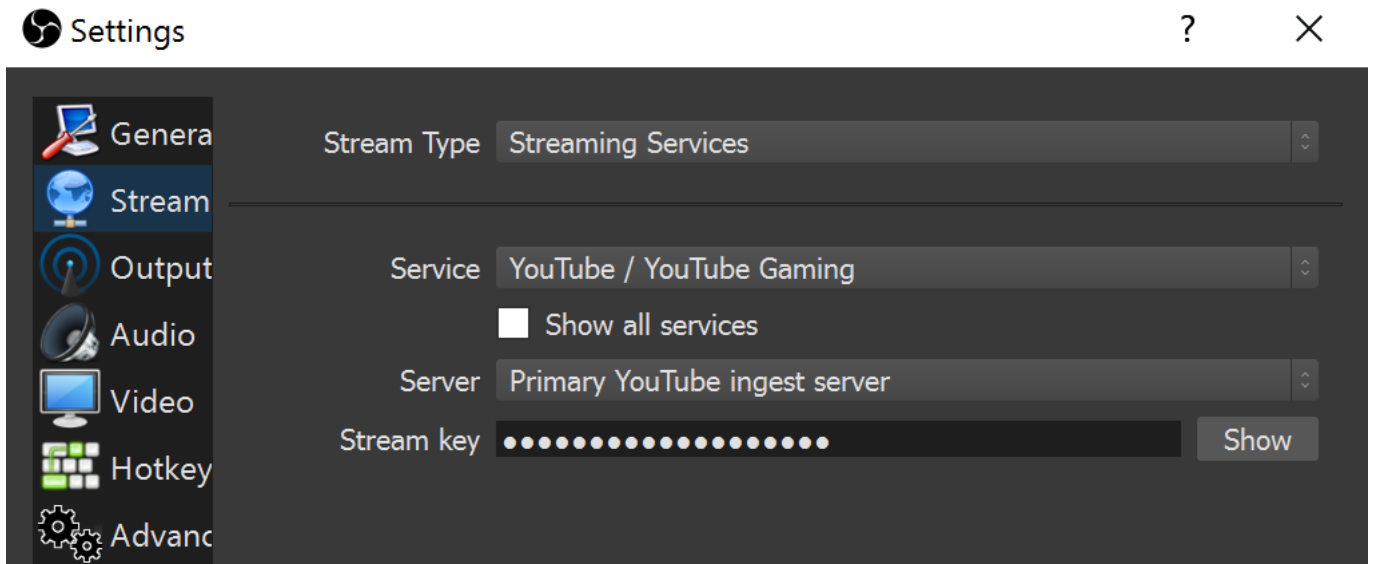 Settings
?
Genera
Stream Type Streaming Services
Stream
Output
Service YouTube / YouTube Gaming
Show all services
Audio
Server Primary YouTube ingest server
Video
Stream key ●●●●●●●●●●●●●●●●●●● Show
Hotkey
Advanc